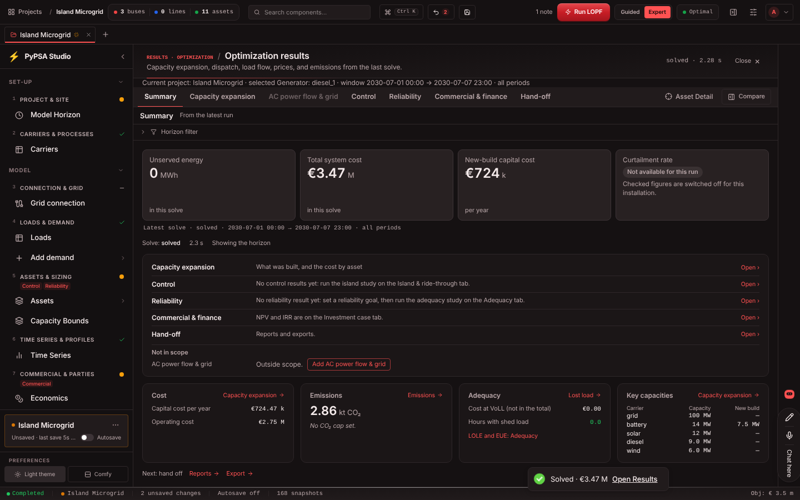 Projects / Island Microgrid 3 buses 0 lines 11 assets Search components... Ctrl K 2 1 note Run LOPF Guided Expert Optimal A
Island Microgrid
PyPSA Studio
SET-UP
1 PROJECT & SITE
Model Horizon
2 CARRIERS & PROCESSES
Carriers
MODEL
3 CONNECTION & GRID
Grid connection
4 LOADS & DEMAND
Loads
Add demand
5 ASSETS & SIZING
Control Reliability
Assets
Capacity Bounds
6 TIME SERIES & PROFILES
Time Series
7 COMMERCIAL & PARTIES
Commercial
Economics
Island Microgrid
Unsaved · last save 5s ... Autosave
PREFERENCES
Light theme Comfy
RESULTS · OPTIMIZATION / Optimization results
Capacity expansion, dispatch, load flow, prices, and emissions from the last solve.
solved · 2.28 s Close ×
Current project: Island Microgrid · selected Generator: diesel_1 · window 2030-07-01 00:00 → 2030-07-07 23:00 · all periods
Summary Capacity expansion AC power flow & grid Control Reliability Commercial & finance Hand-off Asset Detail Compare
Summary From the latest run
Horizon filter
Unserved energy
0 MWh
in this solve
Total system cost
€3.47 M
in this solve
New-build capital cost
€724 k
per year
Curtailment rate
Not available for this run
Checked figures are switched off for this installation.
Latest solve · solved · 2030-07-01 00:00 → 2030-07-07 23:00 · all periods
Solve: solved 2.3 s Showing the horizon
Capacity expansion What was built, and the cost by asset Open ›
Control No control results yet: run the island study on the Island & ride-through tab. Open ›
Reliability No reliability result yet: set a reliability goal, then run the adequacy study on the Adequacy tab. Open ›
Commercial & finance NPV and IRR are on the Investment case tab. Open ›
Hand-off Reports and exports. Open ›
Not in scope
AC power flow & grid Outside scope. Add AC power flow & grid
Cost Capacity expansion →
Capital cost per year €724.47 k
Operating cost €2.75 M
Emissions Emissions →
2.86 kt CO₂
No CO₂ cap set.
Adequacy Lost load →
Cost at VoLL (not in the total) €0.00
Hours with shed load 0.0
LOLE and EUE: Adequacy
Key capacities Capacity expansion →
Carrier Capacity New build
grid 100 MW —
battery 14 MW 7.5 MW
solar 12 MW —
diesel 9.0 MW —
wind 6.0 MW —
Next: hand off Reports → Export →
Solved · €3.47 M Open Results
Chat here
Completed Island Microgrid 2 unsaved changes Autosave off 168 snapshots Obj: € 3.5 m